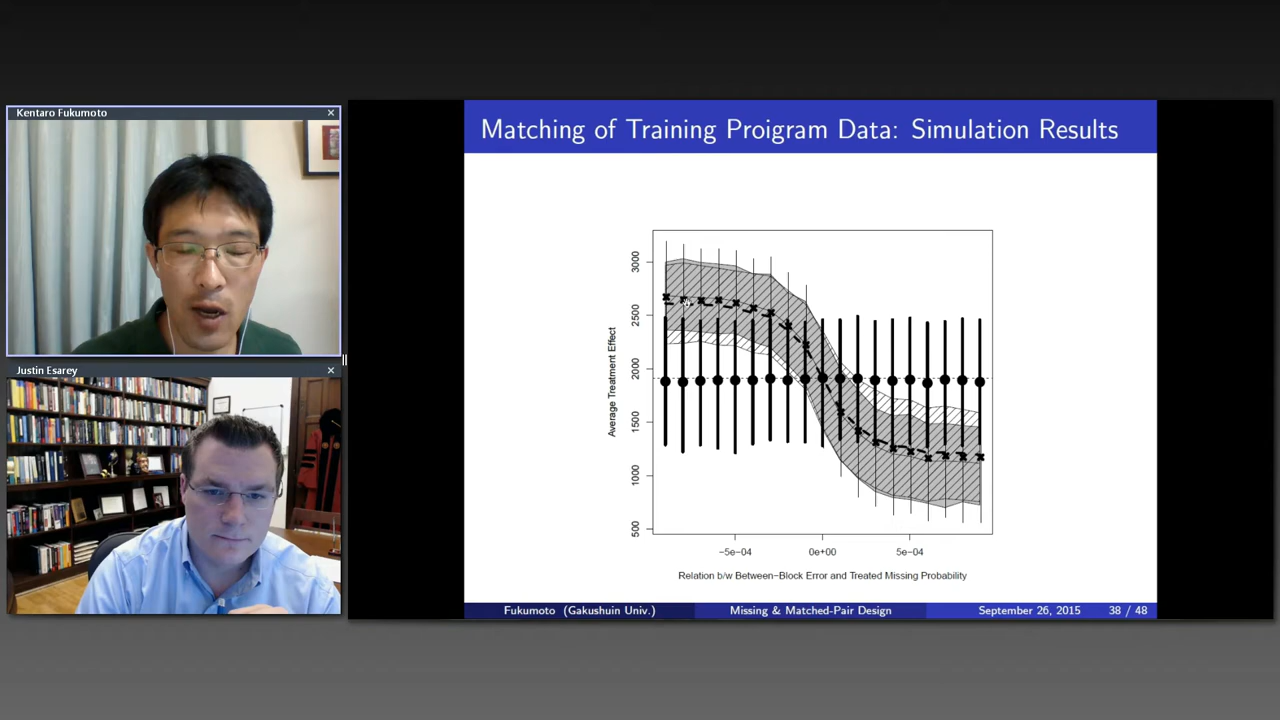 Kentaro Fukumoto
Justin Esarey
Matching of Training Proigram Data: Simulation Results
Average Treatment Effect
3000
2500
2000
1500
1000
500
−5e−04 0e+00 5e−04
Relation b/w Between−Block Error and Treated Missing Probability
Fukumoto (Gakushuin Univ.) Missing & Matched-Pair Design September 26, 2015 38 / 48